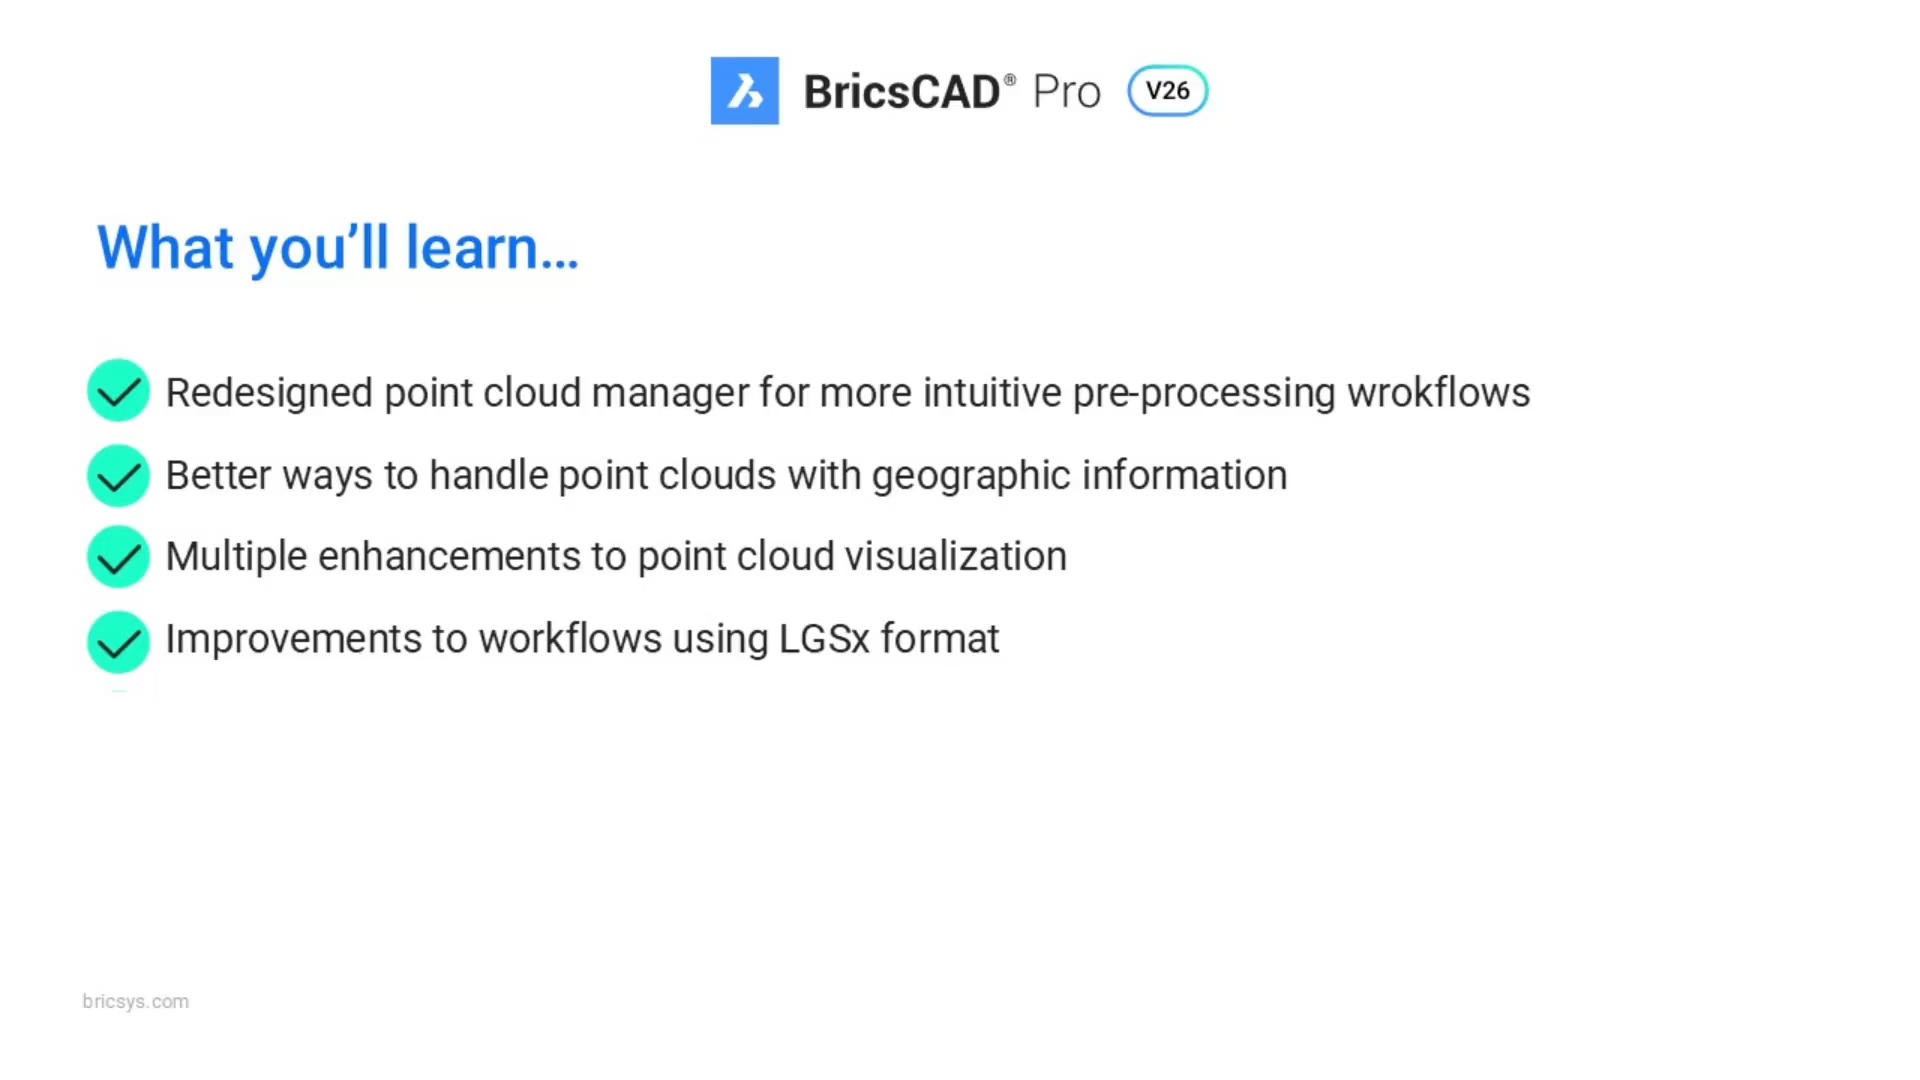 BricsCAD® Pro V26
What you’ll learn…
Redesigned point cloud manager for more intuitive pre-processing wrokflows
Better ways to handle point clouds with geographic information
Multiple enhancements to point cloud visualization
Improvements to workflows using LGSx format
bricsys.com